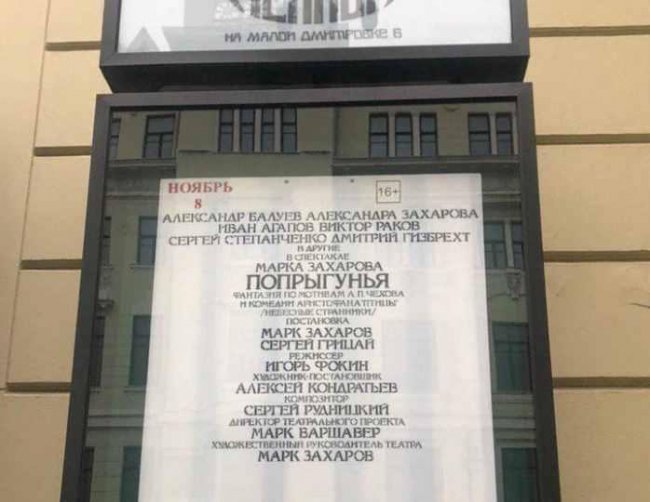 НА МАЛОЙ ДМИТРОВКЕ 6
НОЯБРЬ
8
16+
АЛЕКСАНДР БАЛУЕВ АЛЕКСАНДРА ЗАХАРОВА
ИВАН АГАПОВ ВИКТОР РАКОВ
СЕРГЕЙ СТЕПАНЧЕНКО ДМИТРИЙ ГИЗБРЕХТ
И ДРУГИЕ
В СПЕКТАКЛЕ
МАРКА ЗАХАРОВА
ПОПРЫГУНЬЯ
ФАНТАЗИЯ ПО МОТИВАМ А.П.ЧЕХОВА
И КОМЕДИИ АРИСТОФАНА"ПТИЦЫ"
/НЕБЕСНЫЕ СТРАННИКИ/
ПОСТАНОВКА
МАРК ЗАХАРОВ
СЕРГЕЙ ГРИЦАЙ
РЕЖИССЕР
ИГОРЬ ФОКИН
ХУДОЖНИК-ПОСТАНОВЩИК
АЛЕКСЕЙ КОНДРАТЬЕВ
КОМПОЗИТОР
СЕРГЕЙ РУДНИЦКИЙ
ДИРЕКТОР ТЕАТРАЛЬНОГО ПРОЕКТА
МАРК ВАРШАВЕР
ХУДОЖЕСТВЕННЫЙ РУКОВОДИТЕЛЬ ТЕАТРА
МАРК ЗАХАРОВ